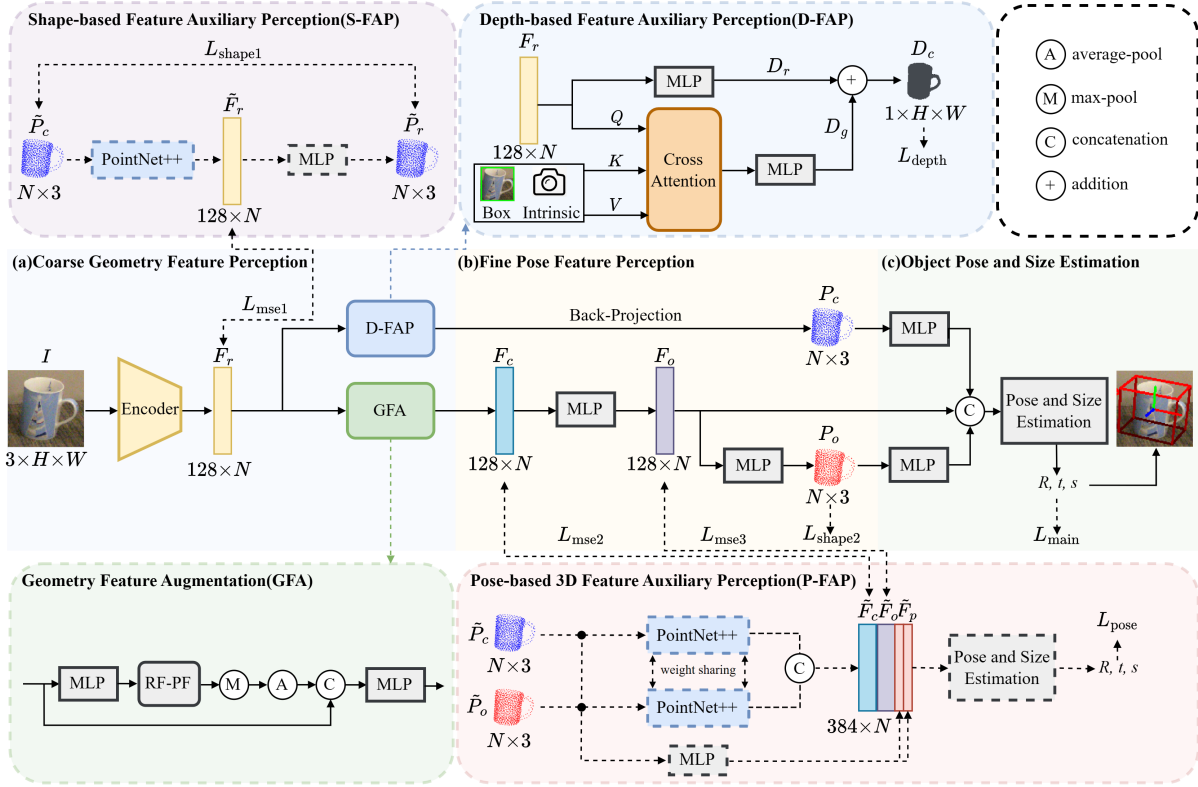 Shape-based Feature Auxiliary Perception(S-FAP)
L_shape1
P̃_c
F̃_r
P̃_r
PointNet++
MLP
N×3
128×N
N×3
Depth-based Feature Auxiliary Perception(D-FAP)
F_r
128×N
MLP
D_r
+
D_c
1×H×W
L_depth
Q
K
V
Box
Intrinsic
Cross
Attention
MLP
D_g
A average-pool
M max-pool
C concatenation
+ addition
(a)Coarse Geometry Feature Perception
L_mse1
I
3×H×W
Encoder
F_r
128×N
D-FAP
GFA
(b)Fine Pose Feature Perception
Back-Projection
P_c
N×3
F_c
128×N
MLP
F_o
128×N
MLP
P_o
N×3
L_mse2
L_mse3
L_shape2
(c)Object Pose and Size Estimation
MLP
C
MLP
Pose and Size
Estimation
R, t, s
L_main
Geometry Feature Augmentation(GFA)
MLP
RF-PF
M
A
C
MLP
Pose-based 3D Feature Auxiliary Perception(P-FAP)
P̃_c
N×3
P̃_o
N×3
PointNet++
weight sharing
PointNet++
MLP
C
F̃_c F̃_o F̃_p
384×N
Pose and Size
Estimation
L_pose
R, t, s